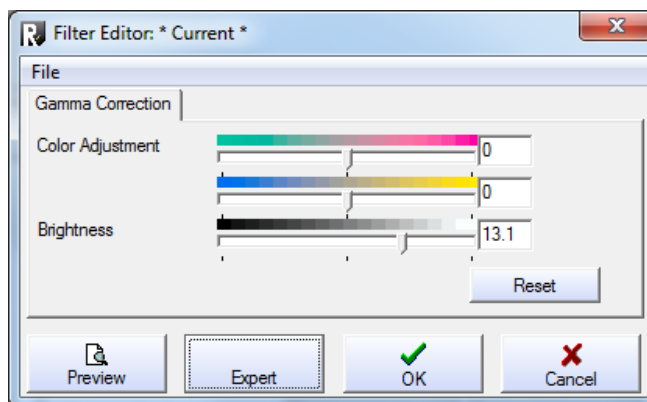 Filter Editor: * Current *
File
Gamma Correction
Color Adjustment
0
0
Brightness
13.1
Reset
Preview
Expert
OK
Cancel